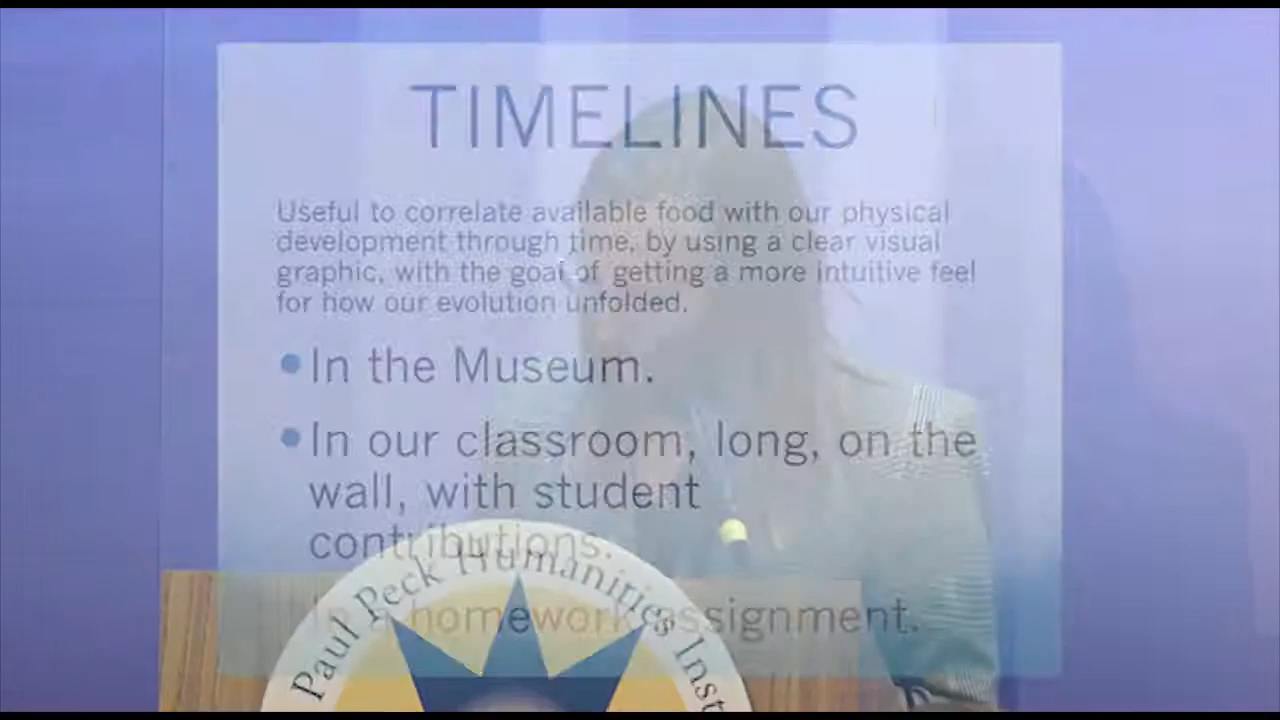 TIMELINES
Useful to correlate available food with our physical
development through time, by using a clear visual
graphic, with the goal of getting a more intuitive feel
for how our evolution unfolded.
•In the Museum.
•In our classroom, long, on the
wall, with student
contributions.
In a homework assignment.
Paul Peck Humanities Inst